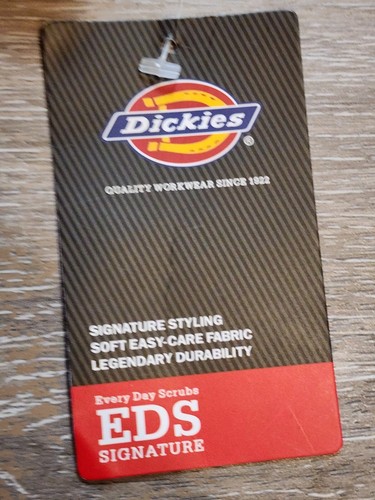 Dickies®
QUALITY WORKWEAR SINCE 1922
SIGNATURE STYLING
SOFT EASY-CARE FABRIC
LEGENDARY DURABILITY
Every Day Scrubs
EDS
SIGNATURE